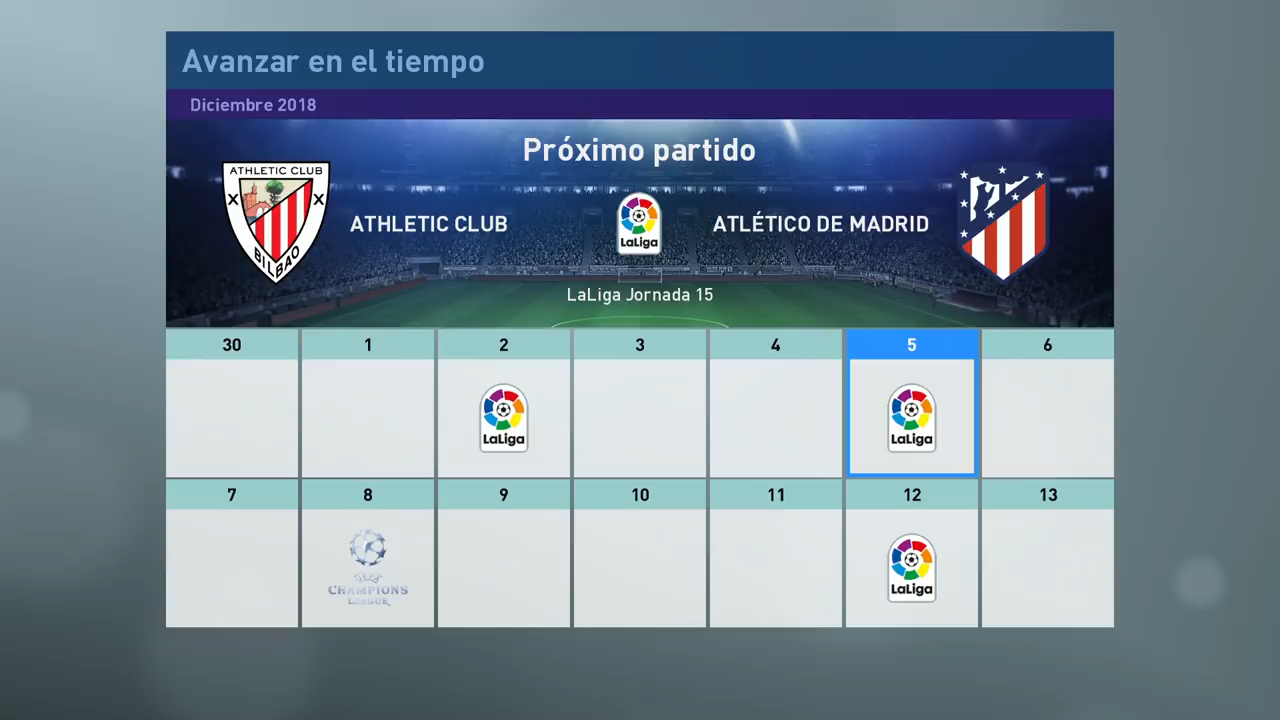 Avanzar en el tiempo
Diciembre 2018
Próximo partido
ATHLETIC CLUB
BILBAO
ATHLETIC CLUB
LaLiga
ATLÉTICO DE MADRID
LaLiga Jornada 15
30 1 2 3 4 5 6
LaLiga LaLiga
7 8 9 10 11 12 13
UEFA
CHAMPIONS
LEAGUE
LaLiga